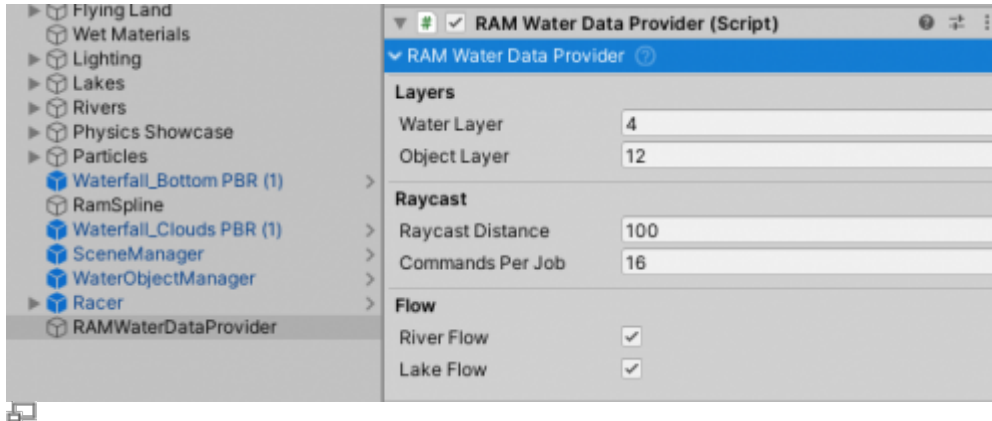 Flying Land
Wet Materials
Lighting
Lakes
Rivers
Physics Showcase
Particles
Waterfall_Bottom PBR (1)
RamSpline
Waterfall_Clouds PBR (1)
SceneManager
WaterObjectManager
Racer
RAMWaterDataProvider
# RAM Water Data Provider (Script)
RAM Water Data Provider ?
Layers
Water Layer 4
Object Layer 12
Raycast
Raycast Distance 100
Commands Per Job 16
Flow
River Flow
Lake Flow